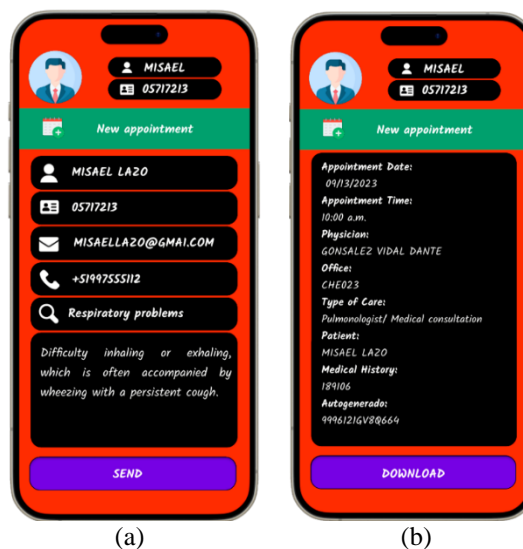 MISAEL
05717213
New appointment
MISAEL LAZO
05717213
MISAELLAZO@GMAI.COM
+51997555112
Respiratory problems
Difficulty inhaling or exhaling,
which is often accompanied by
wheezing with a persistent cough.
SEND
(a)
MISAEL
05717213
New appointment
Appointment Date:
09/13/2023
Appointment Time:
10:00 a.m.
Physician:
GONSALEZ VIDAL DANTE
Office:
CHE023
Type of Care:
Pulmonologist/ Medical consultation
Patient:
MISAEL LAZO
Medical History:
189106
Autogenerado:
9996121GV8Q664
DOWNLOAD
(b)